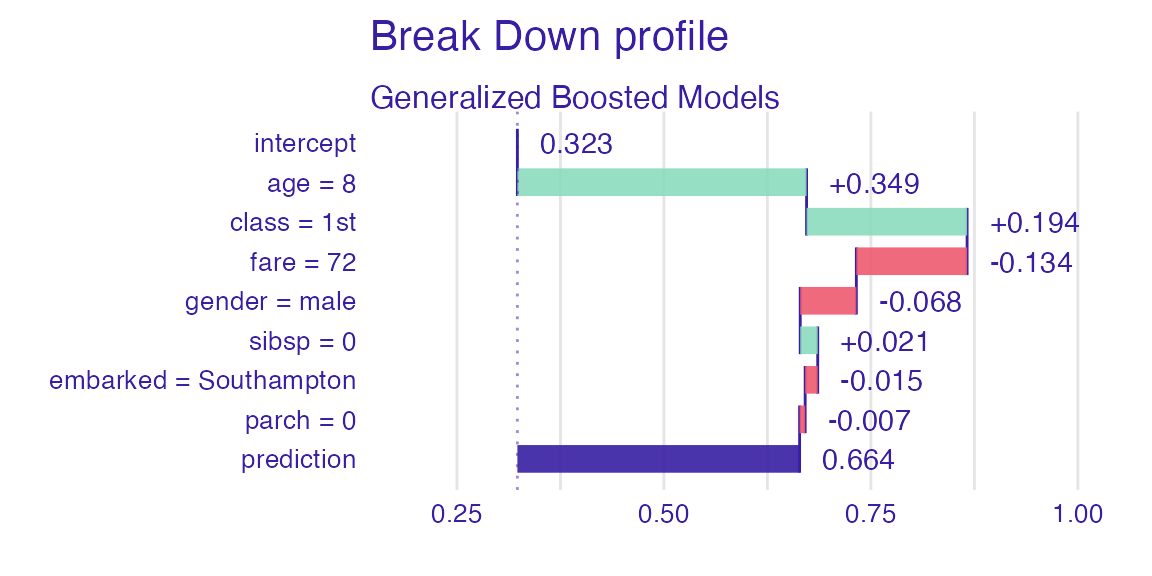 Break Down profile
Generalized Boosted Models
intercept 0.323
age = 8 +0.349
class = 1st +0.194
fare = 72 -0.134
gender = male -0.068
sibsp = 0 +0.021
embarked = Southampton -0.015
parch = 0 -0.007
prediction 0.664
0.25 0.50 0.75 1.00